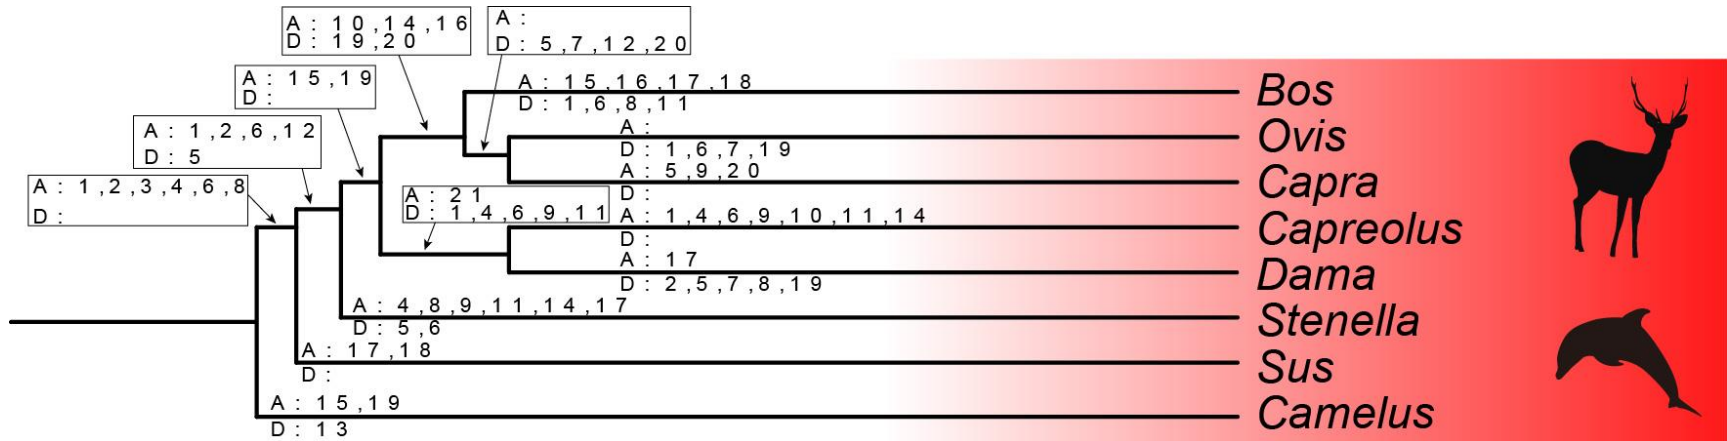 A : 10,14,16
D : 19,20
A :
D : 5,7,12,20
A : 15,19
D :
A : 1,2,6,12
D : 5
A : 1,2,3,4,6,8
D :
A : 15,16,17,18
D : 1,6,8,11
Bos
A :
D : 1,6,7,19
Ovis
A : 5,9,20
D :
Capra
A : 21
D : 1,4,6,9,11
A : 1,4,6,9,10,11,14
D :
Capreolus
A : 17
D : 2,5,7,8,19
Dama
A : 4,8,9,11,14,17
D : 5,6
Stenella
A : 17,18
D :
Sus
A : 15,19
D : 13
Camelus